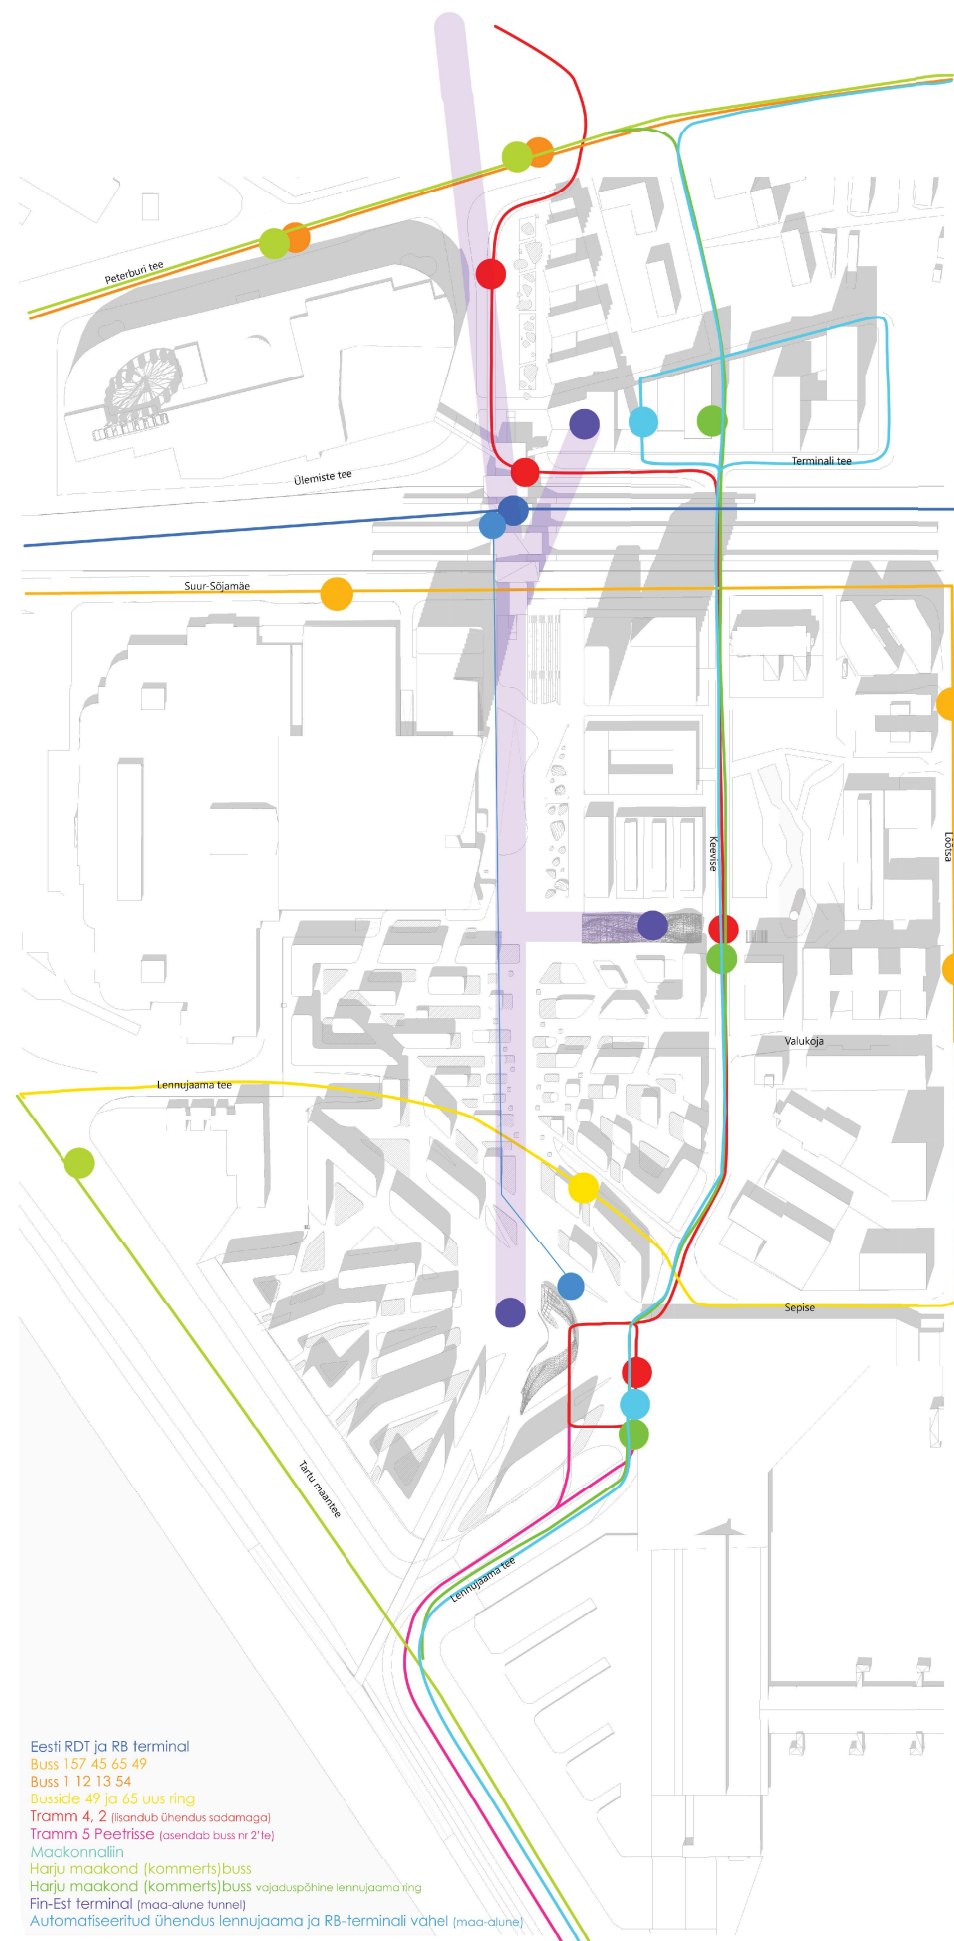 Peterburi tee
Terminali tee
Ülemiste tee
Suur-Sõjamäe
Keevise
Lõõtsa
Valukoja
Lennujaama tee
Sepise
Tartu maantee
Lennujaama tee
Eesti RDT ja RB terminal
Buss 157 45 65 49
Buss 1 12 13 54
Busside 49 ja 65 uus ring
Tramm 4, 2 (lisandub ühendus sadamaga)
Tramm 5 Peetrisse (asendab buss nr 2'te)
Maakonnaliin
Harju maakond (kommerts)buss
Harju maakond (kommerts)buss vajaduspõhine lennujaama ring
Fin-Est terminal (maa-alune tunnel)
Automatiseeritud ühendus lennujaama ja RB-terminali vahel (maa-alune)